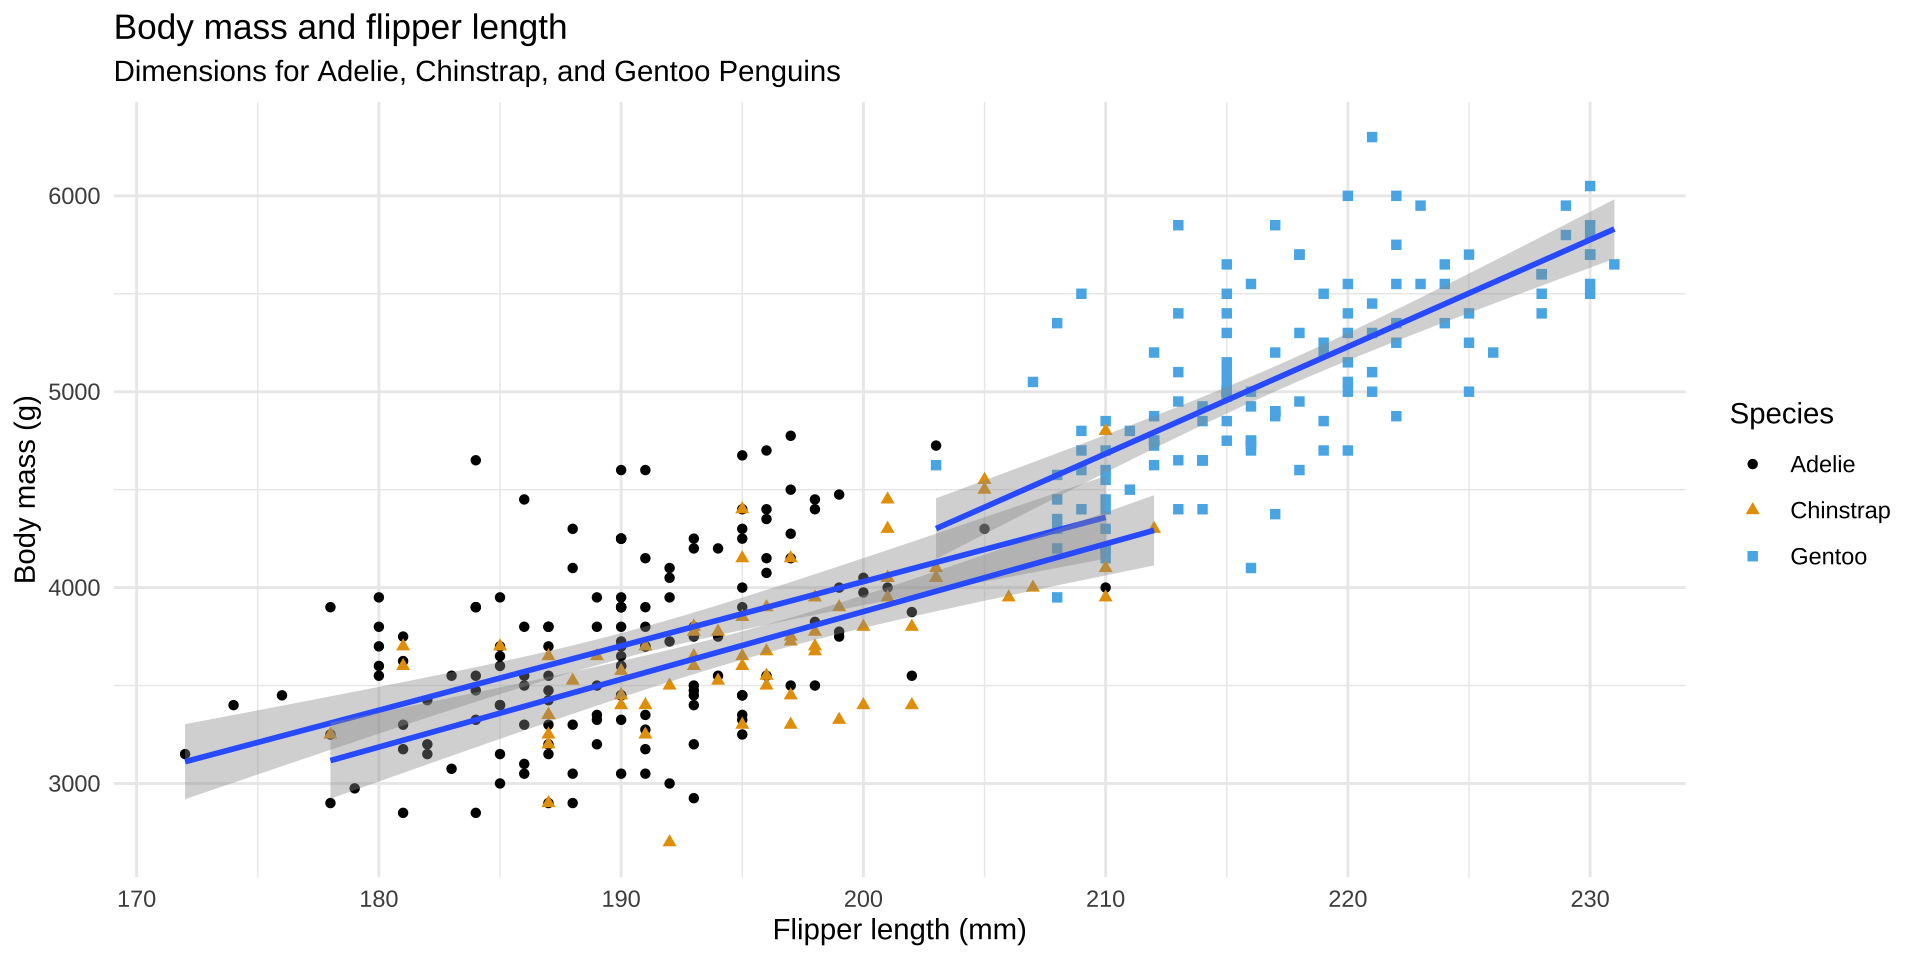 Body mass and flipper length
Dimensions for Adelie, Chinstrap, and Gentoo Penguins
Body mass (g)
6000
5000
4000
3000
170 180 190 200 210 220 230
Flipper length (mm)
Species
Adelie
Chinstrap
Gentoo